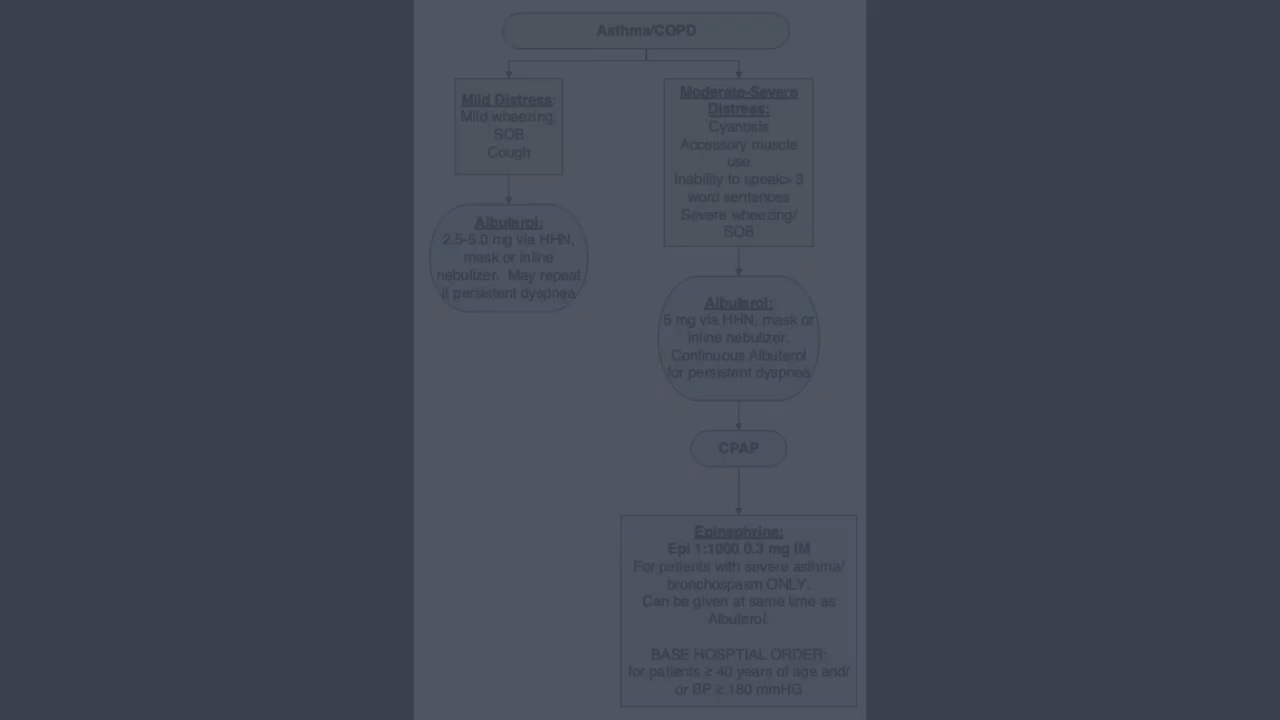 Asthma/COPD
Mild Distress:
Mild wheezing,
SOB
Cough
Albuterol:
2.5-5.0 mg via HHN,
mask or inline
nebulizer. May repeat
if persistent dyspnea
Moderate-Severe
Distress:
Cyanosis
Accessory muscle
use
Inability to speak> 3
word sentences
Severe wheezing/
SOB
Albuterol:
5 mg via HHN, mask or
inline nebulizer.
Continuous Albuterol
for persistent dyspnea
CPAP
Epinephrine:
Epi 1:1000 0.3 mg IM
For patients with severe asthma/
bronchospasm ONLY.
Can be given at same time as
Albuterol.
BASE HOSPTIAL ORDER:
for patients ≥ 40 years of age and/
or BP ≥ 180 mmHG